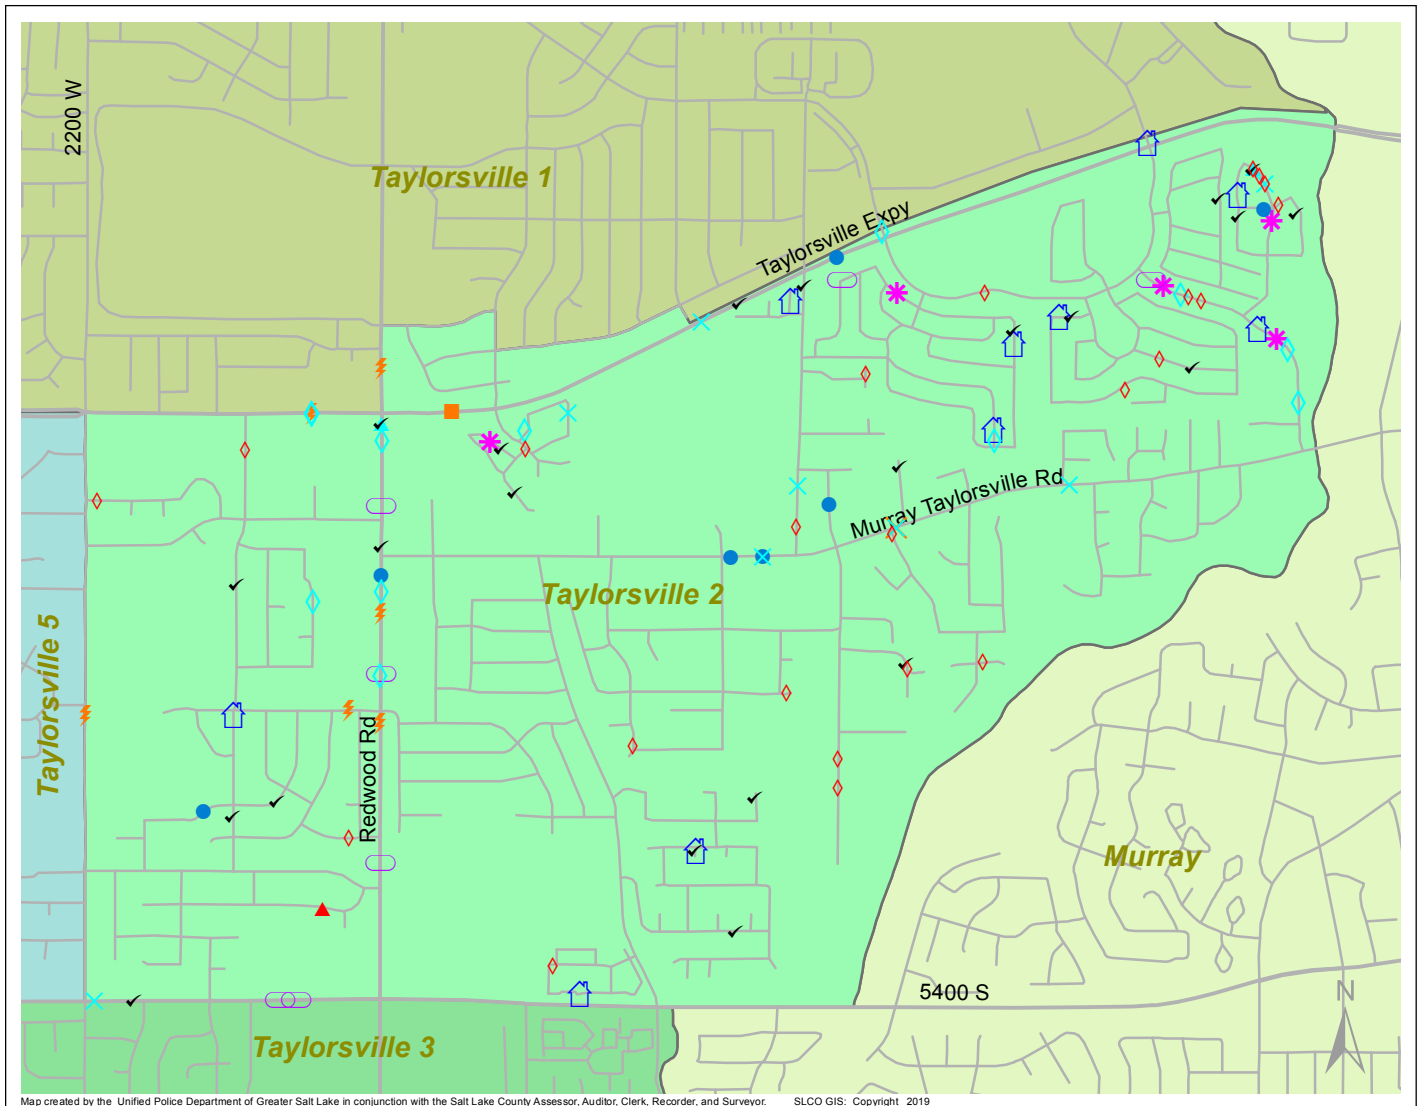 2200 W
Taylorsville 1
Taylorsville Expy
Murray Taylorsville Rd
Taylorsville 2
Taylorsville 5
Redwood Rd
Murray
5400 S
N
Taylorsville 3
Map created by the Unified Police Department of Greater Salt Lake in conjunction with the Salt Lake County Assessor, Auditor, Clerk, Recorder, and Surveyor. SLCO GIS: Copyright 2019